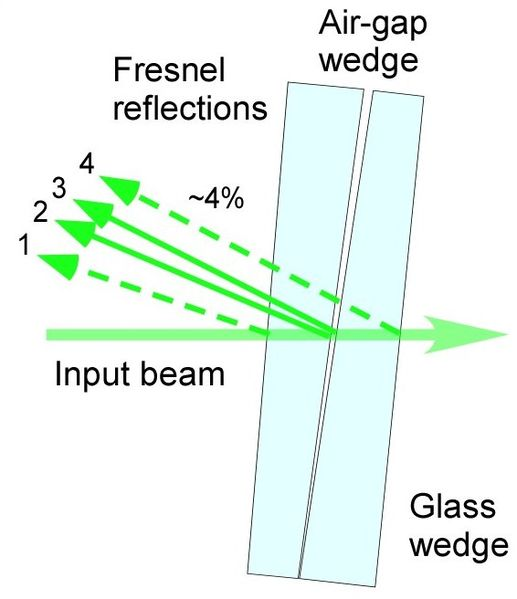 Air-gap
wedge
Fresnel
reflections
4
3
~4%
2
1
Input beam
Glass
wedge